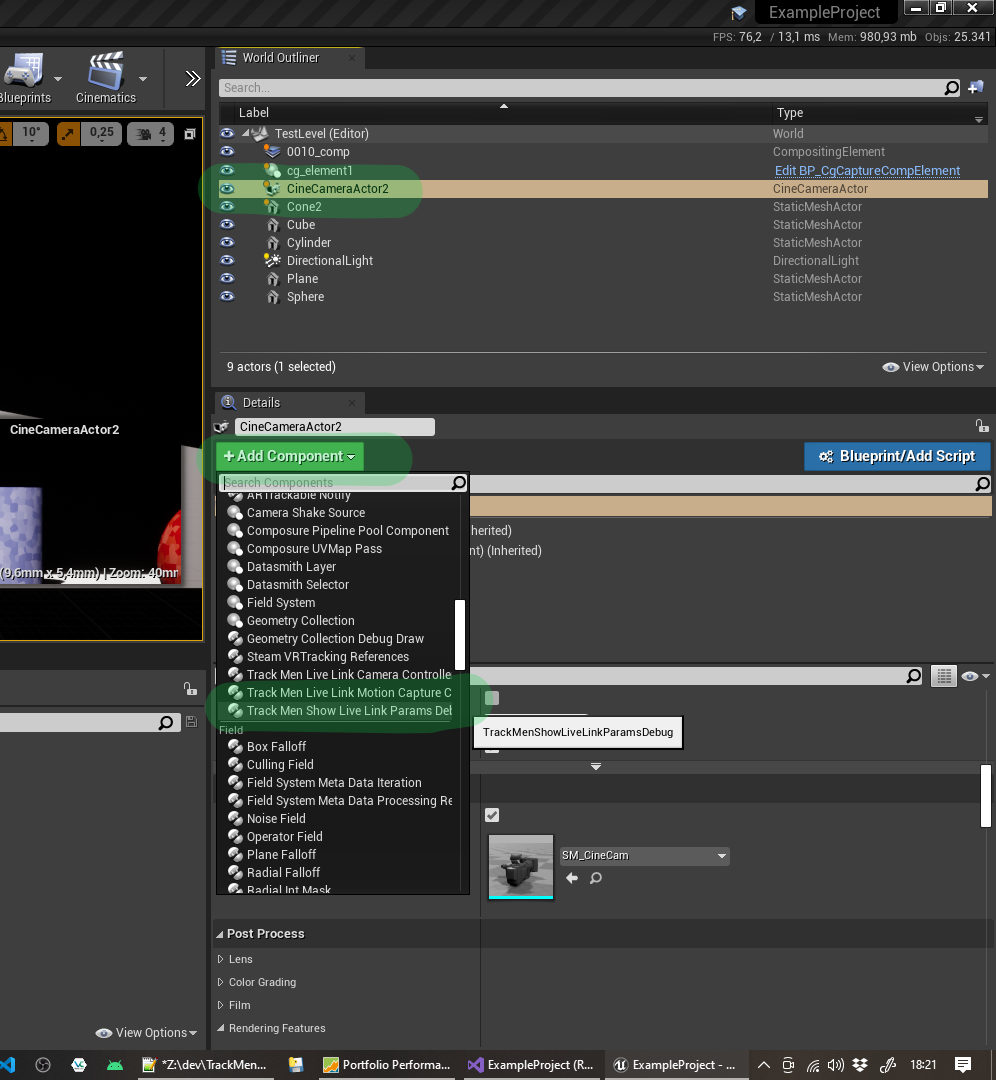 ExampleProject
FPS: 76,2 / 13,1 ms Mem: 980,93 mb Objs: 25.341
World Outliner
Blueprints
Cinematics
Search...
Label
Type
10°
0,25
4
TestLevel (Editor)
World
0010_comp
CompositingElement
cg_element1
Edit BP_CgCaptureCompElement
CineCameraActor2
CineCameraActor
Cone2
StaticMeshActor
Cube
StaticMeshActor
Cylinder
StaticMeshActor
DirectionalLight
DirectionalLight
Plane
StaticMeshActor
Sphere
StaticMeshActor
9 actors (1 selected)
View Options
Details
CineCameraActor2
CineCameraActor2
+Add Component
Blueprint/Add Script
Search Components
ARTrackable Notify
Camera Shake Source
Composure Pipeline Pool Component
herited)
Composure UVMap Pass
nt) (Inherited)
Datasmith Layer
(9,6mm x 5,4mm) | Zoom: 40mm
Datasmith Selector
Field System
Geometry Collection
Geometry Collection Debug Draw
Steam VRTracking References
Track Men Live Link Camera Controlle
Track Men Live Link Motion Capture C
Track Men Show Live Link Params Deb
TrackMenShowLiveLinkParamsDebug
Field
Box Falloff
Culling Field
Field System Meta Data Iteration
Field System Meta Data Processing Re
Noise Field
Operator Field
Plane Falloff
SM_CineCam
Radial Falloff
Radial Int Mask
Post Process
Lens
Color Grading
Film
Rendering Features
View Options
*Z:\dev\TrackMen...
Portfolio Performa...
ExampleProject (R...
ExampleProject - ...
18:21